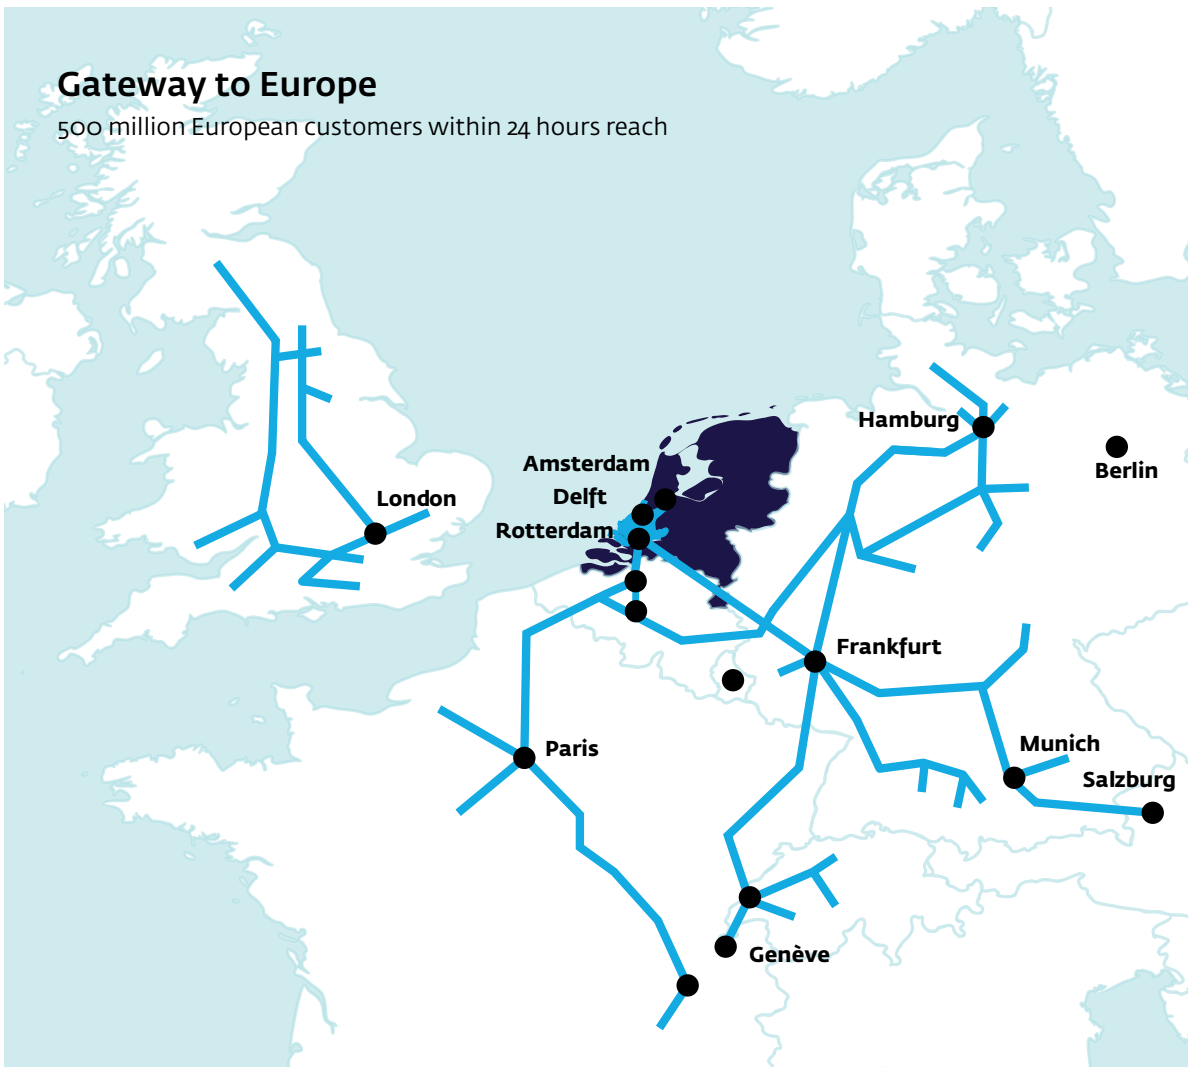 Gateway to Europe
500 million European customers within 24 hours reach
Hamburg
Amsterdam
Berlin
London
Delft
Rotterdam
Frankfurt
Paris
Munich
Salzburg
Genève